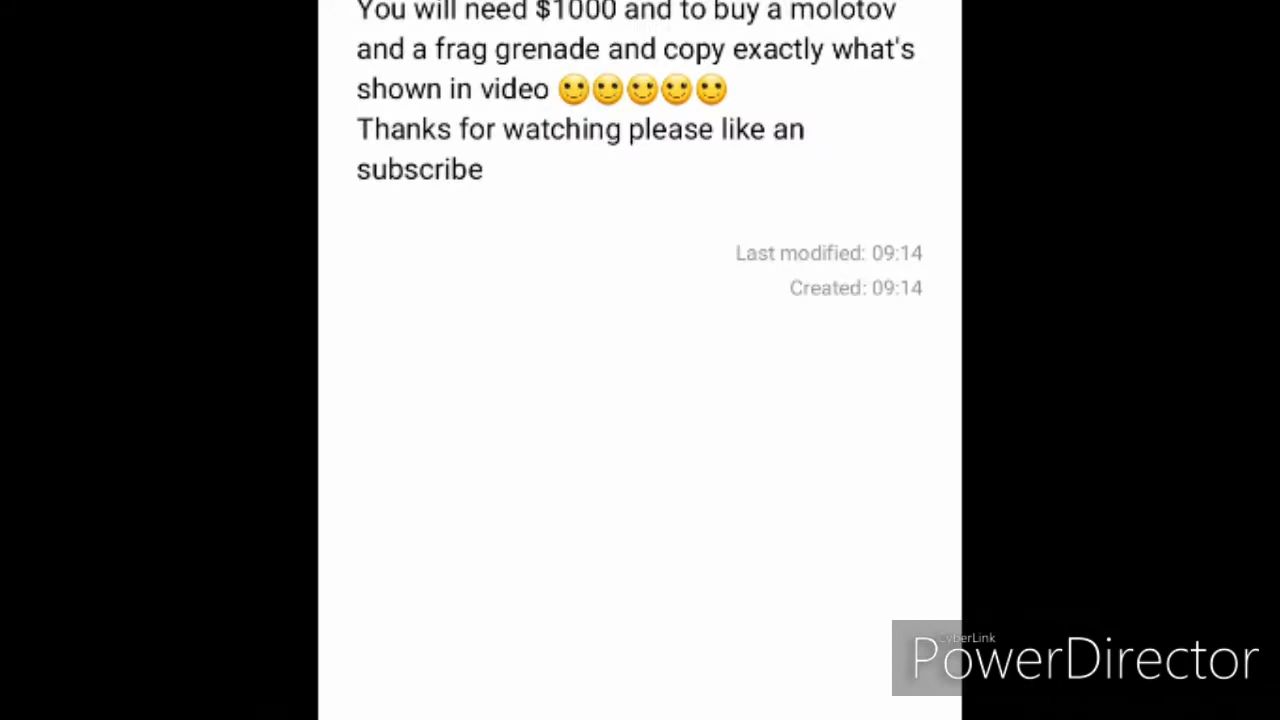 You will need $1000 and to buy a molotov
and a frag grenade and copy exactly what's
shown in video 🙂🙂🙂🙂🙂
Thanks for watching please like an
subscribe
Last modified: 09:14
Created: 09:14
CyberLink
PowerDirector